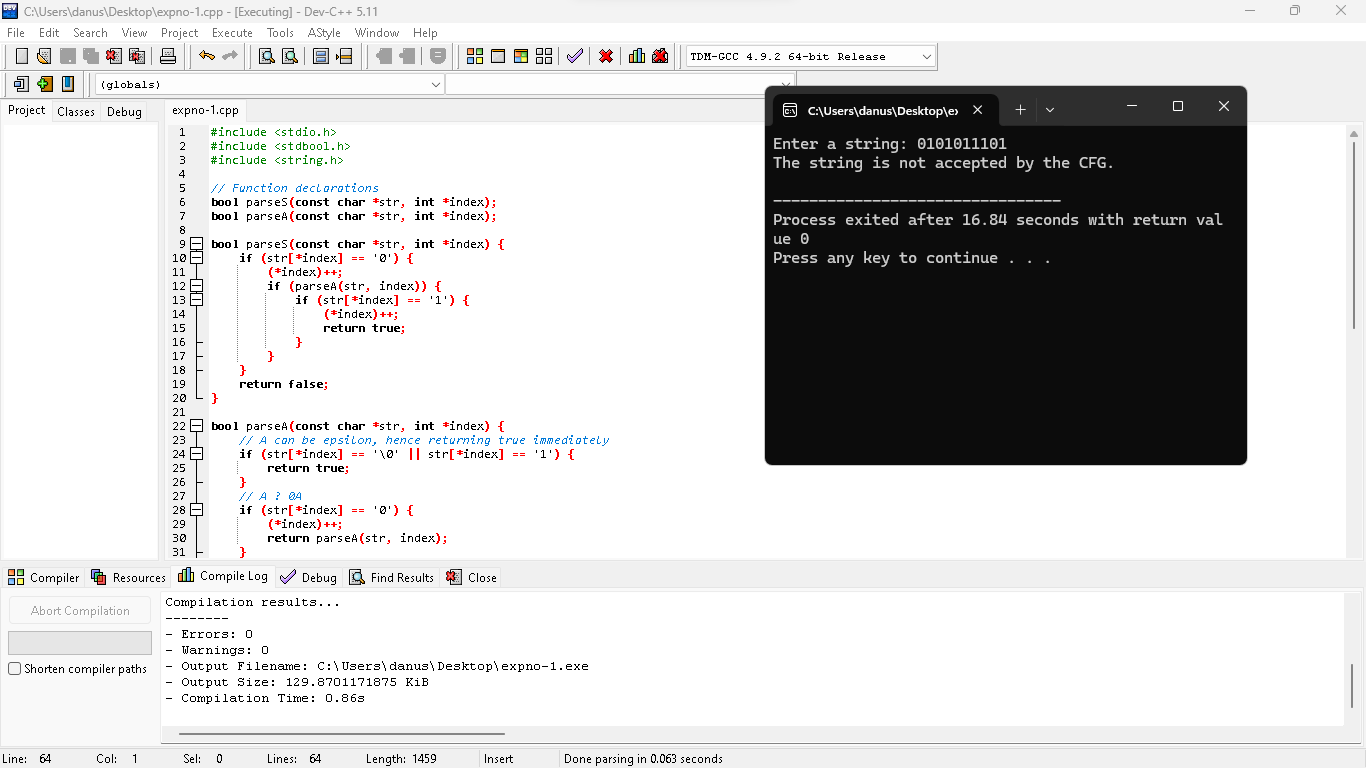 C:\Users\danus\Desktop\expno-1.cpp - [Executing] - Dev-C++ 5.11
File Edit Search View Project Execute Tools AStyle Window Help
TDM-GCC 4.9.2 64-bit Release
(globals)
Project Classes Debug
expno-1.cpp
1 #include <stdio.h>
2 #include <stdbool.h>
3 #include <string.h>
4
5 // Function declarations
6 bool parseS(const char *str, int *index);
7 bool parseA(const char *str, int *index);
8
9 bool parseS(const char *str, int *index) {
10 if (str[*index] == '0') {
11 (*index)++;
12 if (parseA(str, index)) {
13 if (str[*index] == '1') {
14 (*index)++;
15 return true;
16 }
17 }
18 }
19 return false;
20 }
21
22 bool parseA(const char *str, int *index) {
23 // A can be epsilon, hence returning true immediately
24 if (str[*index] == '\0' || str[*index] == '1') {
25 return true;
26 }
27 // A ? 0A
28 if (str[*index] == '0') {
29 (*index)++;
30 return parseA(str, index);
31 }
C:\Users\danus\Desktop\e›
Enter a string: 0101011101
The string is not accepted by the CFG.
--------------------------------
Process exited after 16.84 seconds with return val
ue 0
Press any key to continue . . .
Compiler Resources Compile Log Debug Find Results Close
Abort Compilation
Shorten compiler paths
Compilation results...
--------
- Errors: 0
- Warnings: 0
- Output Filename: C:\Users\danus\Desktop\expno-1.exe
- Output Size: 129.8701171875 KiB
- Compilation Time: 0.86s
Line: 64 Col: 1 Sel: 0 Lines: 64 Length: 1459 Insert Done parsing in 0.063 seconds